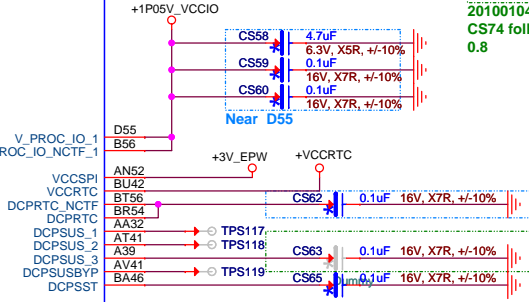 +1P05V_VCCIO
20100104
CS74 foll
0.8
CS58 4.7uF
6.3V, X5R, +/-10%
CS59 0.1uF
16V, X7R, +/-10%
CS60 0.1uF
16V, X7R, +/-10%
Near D55
V_PROC_IO_1 D55
ROC_IO_NCTF_1 B56
+3V_EPW +VCCRTC
VCCSPI AN52
VCCRTC BU42
DCPRTC_NCTF BT56 CS62 0.1uF 16V, X7R, +/-10%
DCPRTC BR54
DCPSUS_1 AA32 TPS117
DCPSUS_2 AT41 TPS118
DCPSUS_3 A39 CS63 0.1uF 16V, X7R, +/-10%
DCPSUSBYP AV41 TPS119
DCPSST BA46 CS65 Dummy 0.1uF 16V, X7R, +/-10%